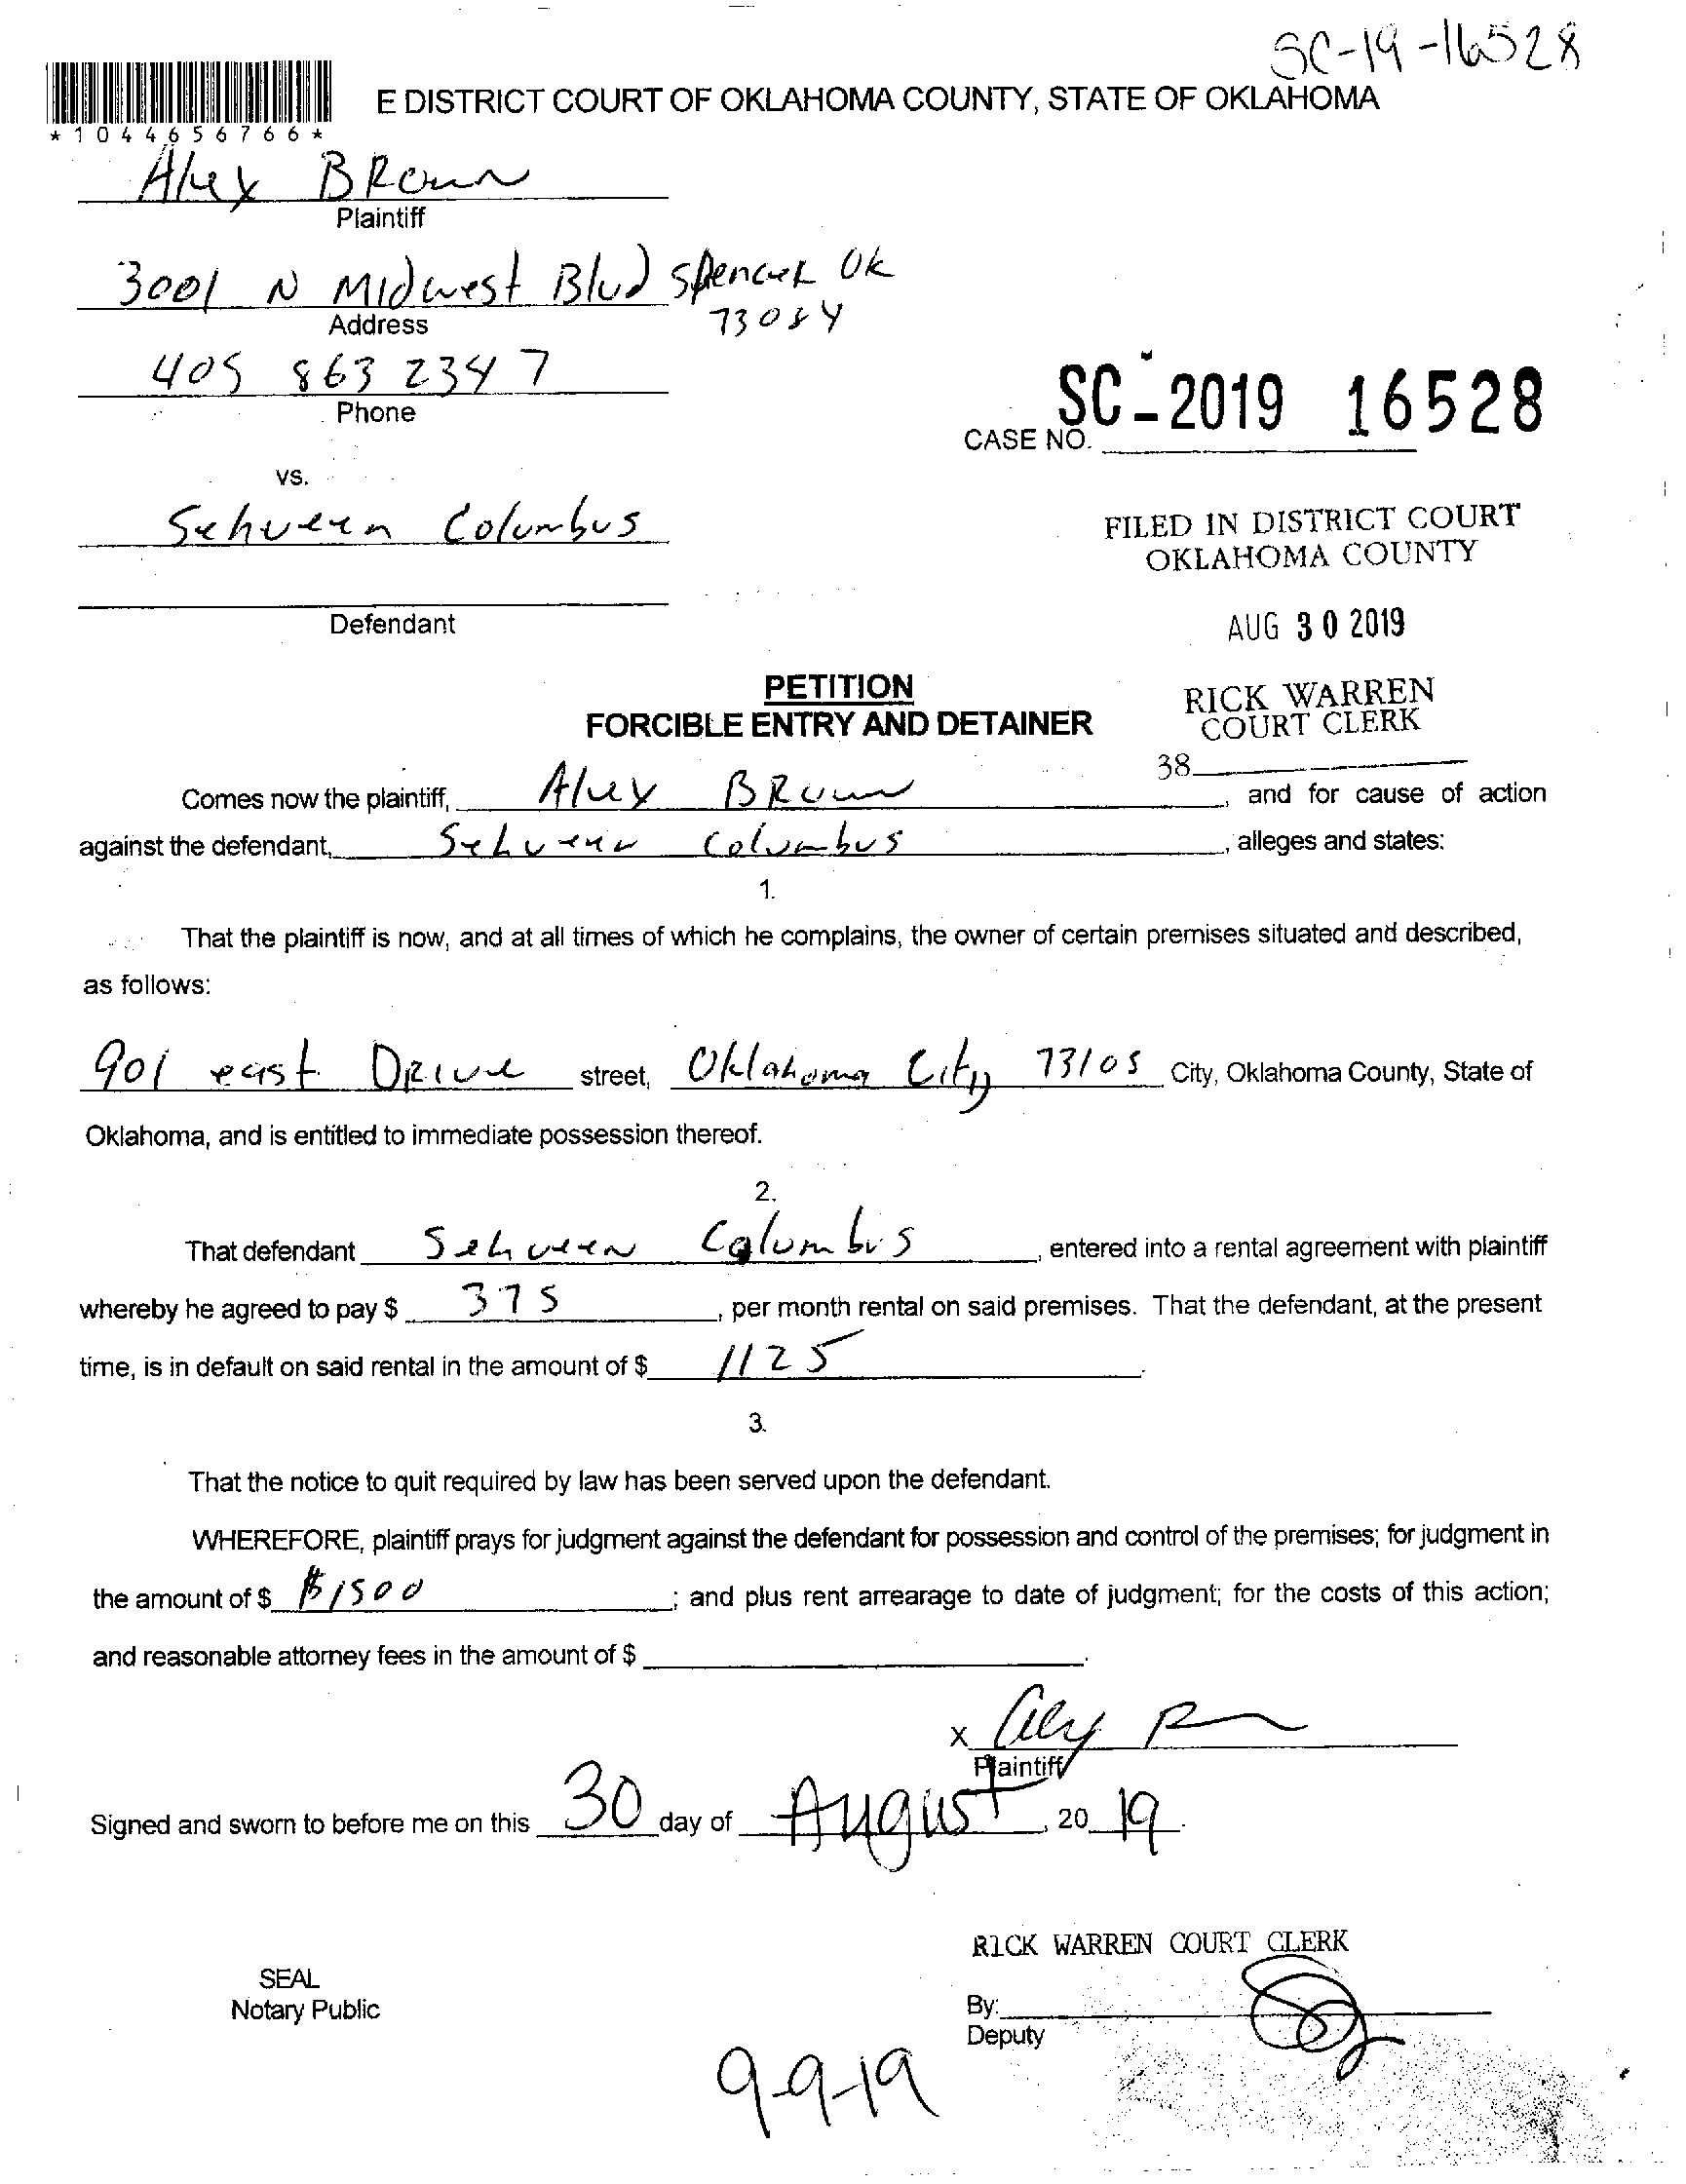 SC-19-16528
E DISTRICT COURT OF OKLAHOMA COUNTY, STATE OF OKLAHOMA
*1044656766*
Alex Brown
Plaintiff
3001 N Midwest Blvd Spencer Ok
73084
Address
405 863 2347
Phone
SC-2019 16528
CASE NO.
vs.
Sehveen Columbus
FILED IN DISTRICT COURT
OKLAHOMA COUNTY
Defendant
AUG 30 2019
PETITION
FORCIBLE ENTRY AND DETAINER
RICK WARREN
COURT CLERK
38
Comes now the plaintiff, Alex Brown, and for cause of action
against the defendant, Sehveen Columbus, alleges and states:
1.
That the plaintiff is now, and at all times of which he complains, the owner of certain premises situated and described,
as follows:
901 east Drive street, Oklahoma City 73105 City, Oklahoma County, State of
Oklahoma, and is entitled to immediate possession thereof.
2.
That defendant Sehveen Columbus, entered into a rental agreement with plaintiff
whereby he agreed to pay $ 375, per month rental on said premises. That the defendant, at the present
time, is in default on said rental in the amount of $ 1125.
3.
That the notice to quit required by law has been served upon the defendant.
WHEREFORE, plaintiff prays for judgment against the defendant for possession and control of the premises; for judgment in
the amount of $ $1500; and plus rent arrearage to date of judgment; for the costs of this action;
and reasonable attorney fees in the amount of $.
x
Plaintiff
Signed and sworn to before me on this 30 day of August, 20 19.
RICK WARREN COURT CLERK
SEAL
Notary Public
By:
Deputy
9-9-19